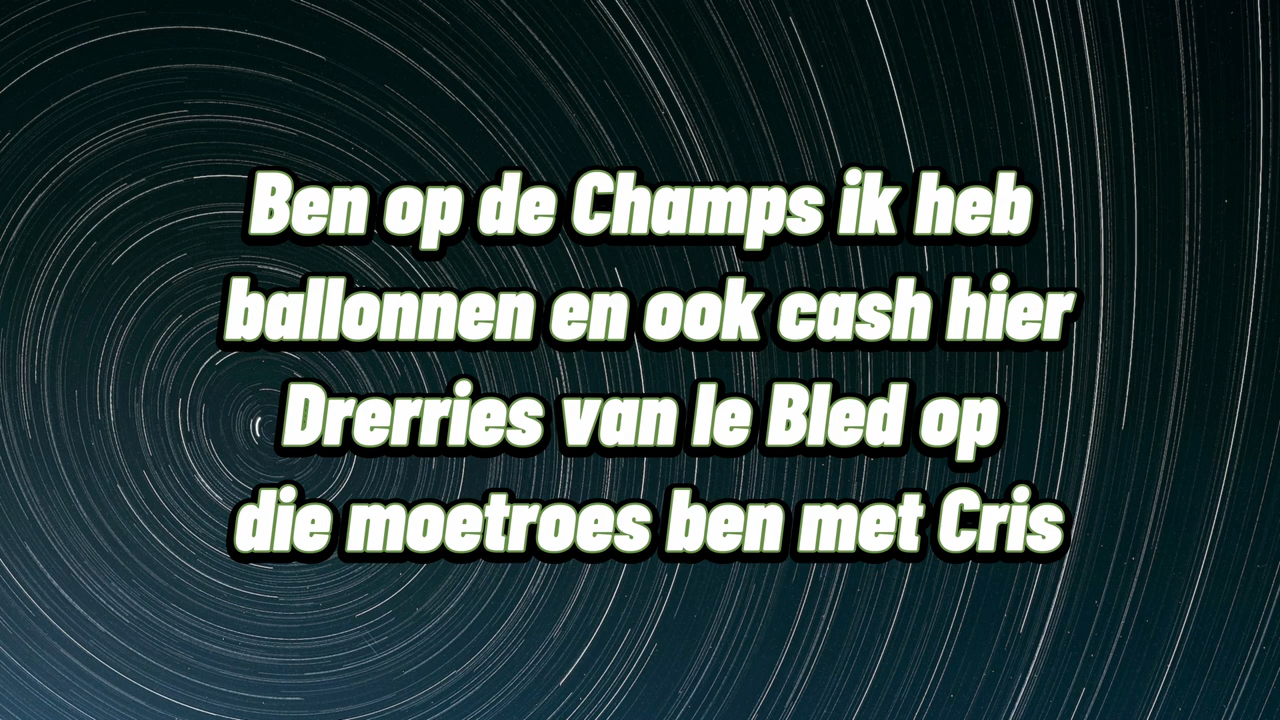 Ben op de Champs ik heb
ballonnen en ook cash hier
Drerries van le Bled op
die moetroes ben met Cris